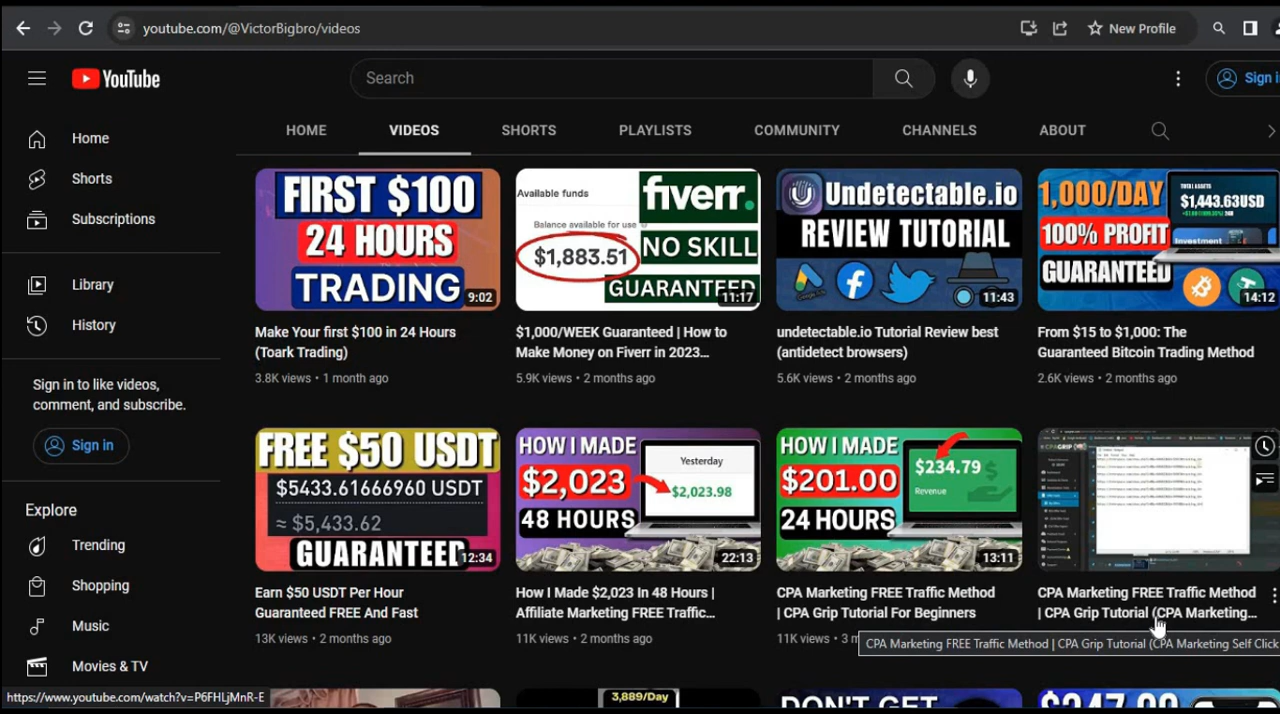 youtube.com/@VictorBigbro/videos
New Profile
YouTube
Search
Sign i
HOME
VIDEOS
SHORTS
PLAYLISTS
COMMUNITY
CHANNELS
ABOUT
Home
Shorts
Subscriptions
Library
History
Sign in to like videos,
comment, and subscribe.
Sign in
Explore
Trending
Shopping
Music
Movies & TV
FIRST $100
24 HOURS
TRADING
9:02
Make Your first $100 in 24 Hours
(Toark Trading)
3.8K views • 1 month ago
Available funds
Balance available for use
$1,883.51
fiverr.
NO SKILL
GUARANTEED
11:17
$1,000/WEEK Guaranteed | How to
Make Money on Fiverr in 2023...
5.9K views • 2 months ago
Undetectable.io
REVIEW TUTORIAL
11:43
undetectable.io Tutorial Review best
(antidetect browsers)
5.6K views • 2 months ago
1,000/DAY
100% PROFIT
GUARANTEED
TOTAL ASSETS
$1,443.63USD
Investment
14:12
From $15 to $1,000: The
Guaranteed Bitcoin Trading Method
2.6K views • 2 months ago
FREE $50 USDT
$5433.61666960 USDT
≈ $5,433.62
GUARANTEED
12:34
Earn $50 USDT Per Hour
Guaranteed FREE And Fast
13K views • 2 months ago
HOW I MADE
$2,023
48 HOURS
Yesterday
$2,023.98
22:13
How I Made $2,023 In 48 Hours |
Affiliate Marketing FREE Traffic...
11K views • 2 months ago
HOW I MADE
$201.00
24 HOURS
$234.79
Revenue
13:11
CPA Marketing FREE Traffic Method
| CPA Grip Tutorial For Beginners
11K views • 3 m
CPAGRIP
CPA Marketing FREE Traffic Method
| CPA Grip Tutorial (CPA Marketing...
CPA Marketing FREE Traffic Method | CPA Grip Tutorial (CPA Marketing Self Click
3,889/Day
DON'T GET
$247.00
https://www.youtube.com/watch?v=P6FHLjMnR-E